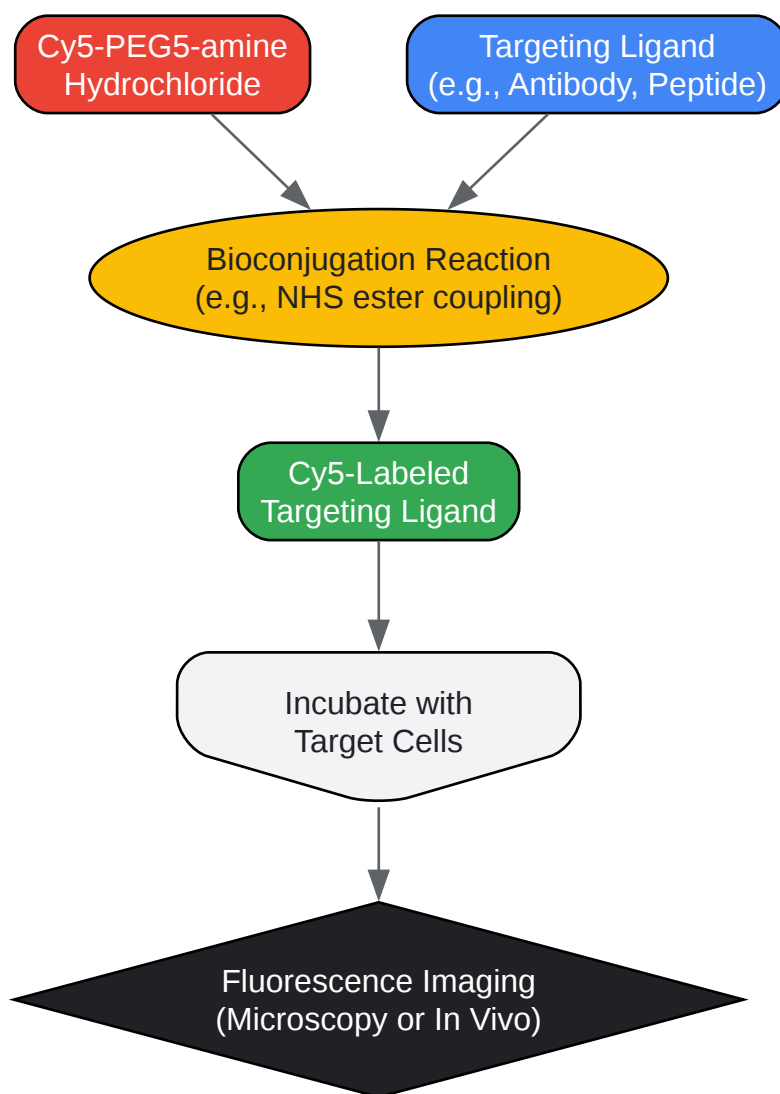 Cy5-PEG5-amine
Hydrochloride
Targeting Ligand
(e.g., Antibody, Peptide)
Bioconjugation Reaction
(e.g., NHS ester coupling)
Cy5-Labeled
Targeting Ligand
Incubate with
Target Cells
Fluorescence Imaging
(Microscopy or In Vivo)